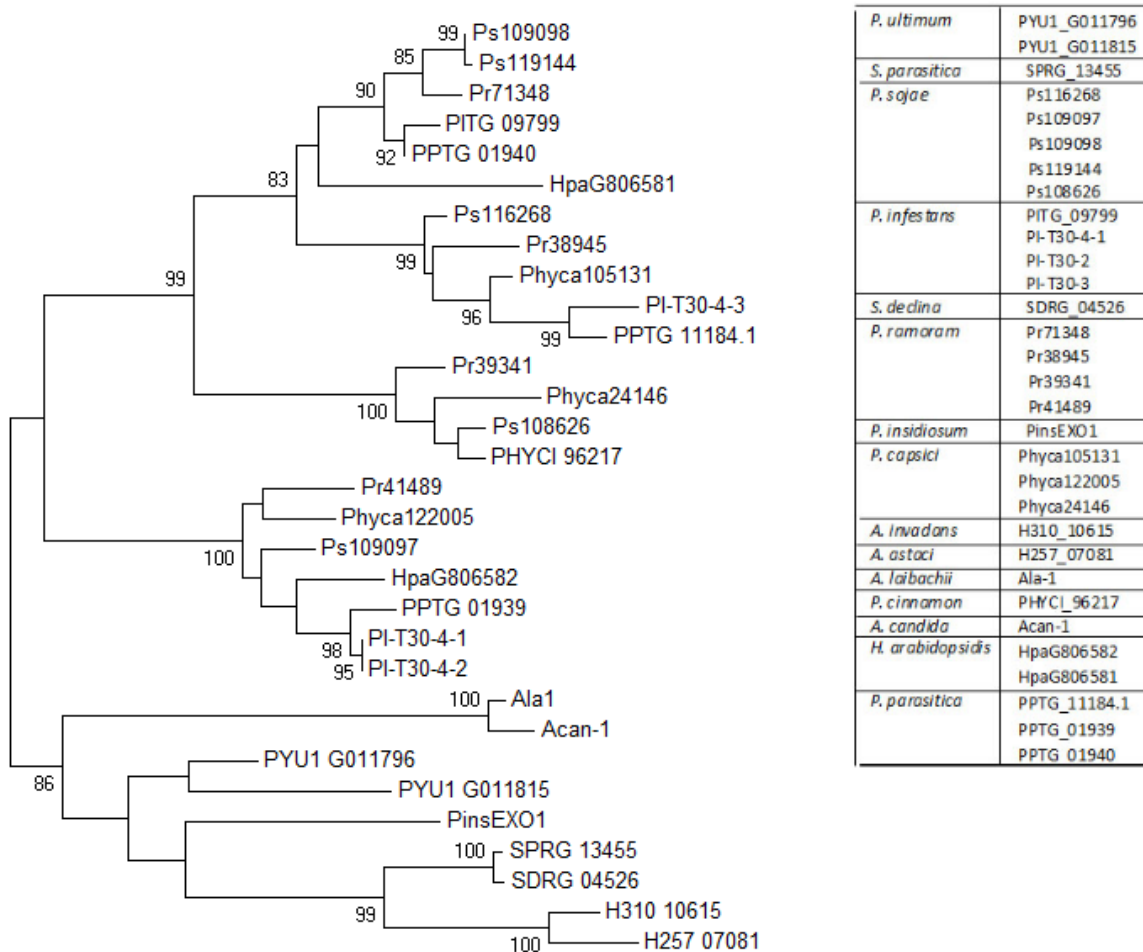 99
Ps109098
85
Ps119144
90
Pr71348
PITG 09799
92
PPTG 01940
83
HpaG806581
Ps116268
Pr38945
99
Phyca105131
99
PI-T30-4-3
96
99
PPTG 11184.1
Pr39341
Phyca24146
100
Ps108626
PHYCI 96217
Pr41489
Phyca122005
100
Ps109097
HpaG806582
PPTG 01939
PI-T30-4-1
98
95
PI-T30-4-2
100
Ala1
Acan-1
PYU1 G011796
86
PYU1 G011815
PinsEXO1
100
SPRG 13455
SDRG 04526
99
H310 10615
100
H257 07081
P. ultimum PYU1_G011796
PYU1_G011815
S. parasitica SPRG_13455
P. sojae Ps116268
Ps109097
Ps109098
Ps119144
Ps108626
P. infestans PITG_09799
PI-T30-4-1
PI-T30-2
PI-T30-3
S. declina SDRG_04526
P. ramoram Pr71348
Pr38945
Pr39341
Pr41489
P. insidiosum PinsEXO1
P. capsici Phyca105131
Phyca122005
Phyca24146
A. invadans H310_10615
A. astaci H257_07081
A. laibachii Ala-1
P. cinnamon PHYCI_96217
A. candida Acan-1
H. arabidopsidis HpaG806582
HpaG806581
P. parasitica PPTG_11184.1
PPTG_01939
PPTG_01940